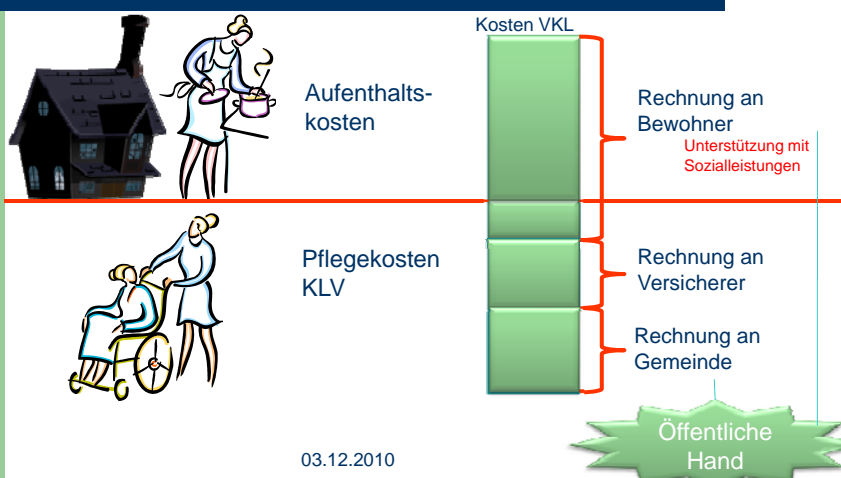 Kosten VKL
Aufenthalts-
kosten
Rechnung an
Bewohner
Unterstützung mit
Sozialleistungen
Pflegekosten
KLV
Rechnung an
Versicherer
Rechnung an
Gemeinde
Öffentliche
Hand
03.12.2010